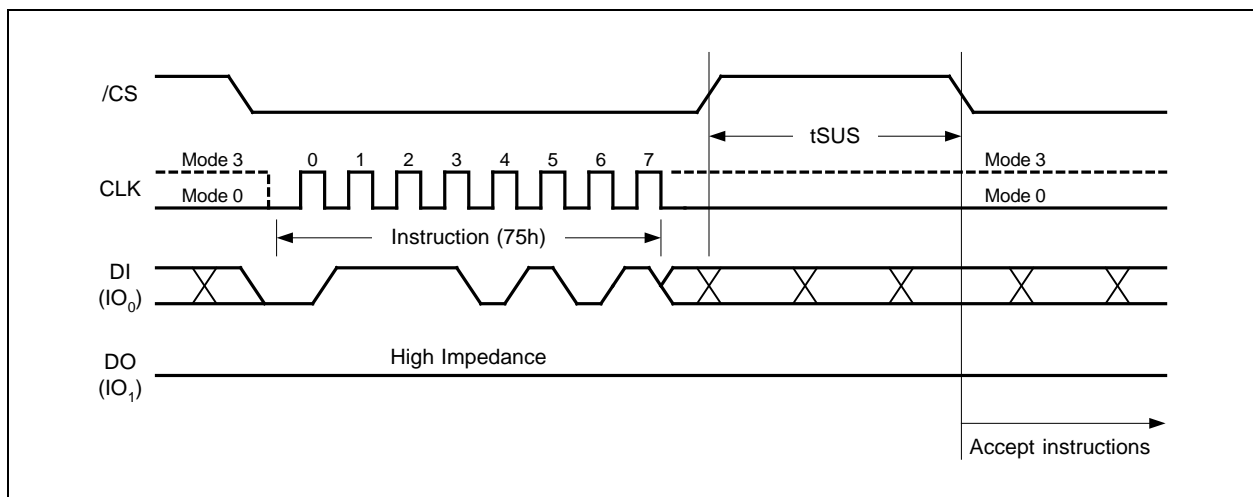 /CS
tSUS
Mode 3 0 1 2 3 4 5 6 7 Mode 3
CLK
Mode 0 Mode 0
Instruction (75h)
DI
(IO0)
High Impedance
DO
(IO1)
Accept instructions